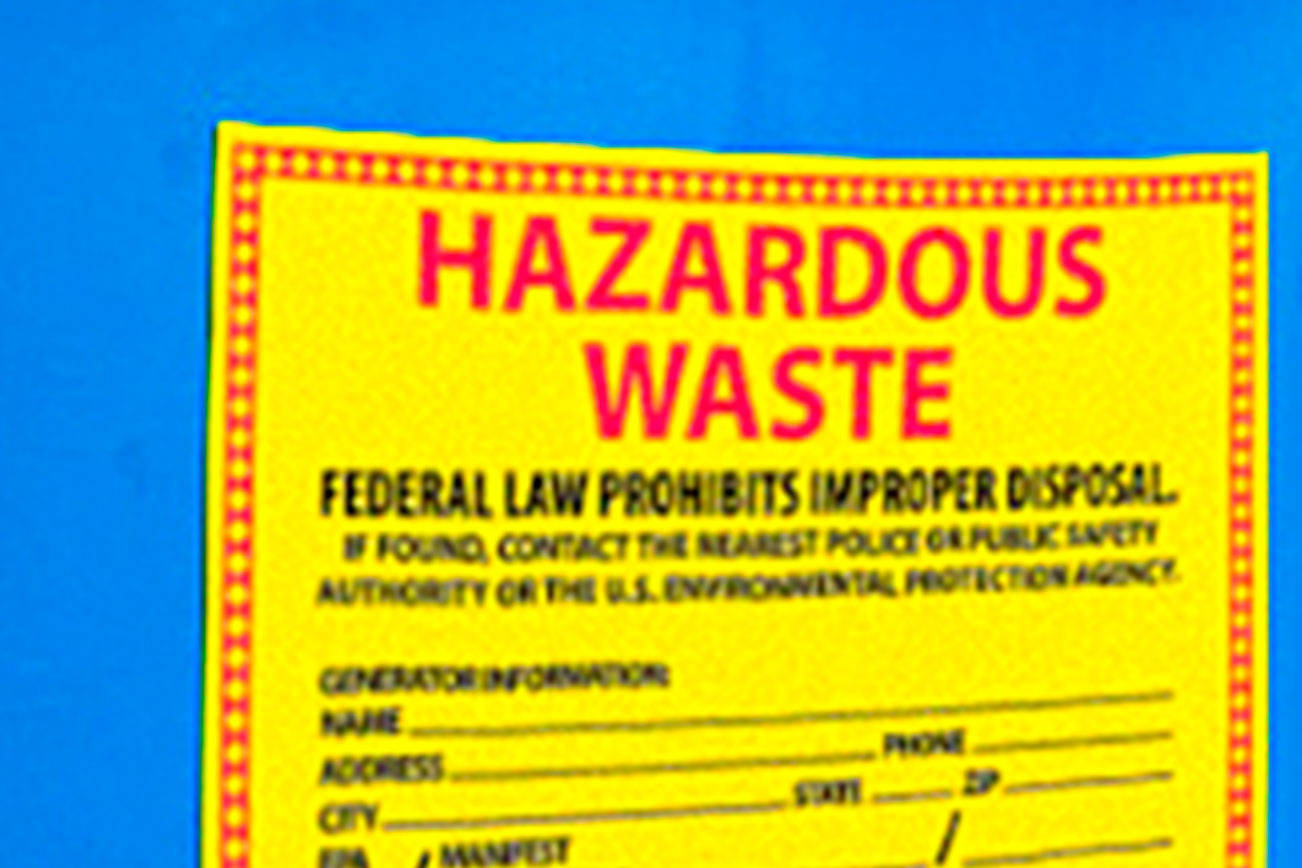 HAZARDOUS
WASTE
FEDERAL LAW PROHIBITS IMPROPER DISPOSAL.
IF FOUND, CONTACT THE NEAREST POLICE OR PUBLIC SAFETY
AUTHORITY OR THE U.S. ENVIRONMENTAL PROTECTION AGENCY.
GENERATOR INFORMATION:
NAME
ADDRESS PHONE
CITY STATE ZIP
EPA / MANIFEST /